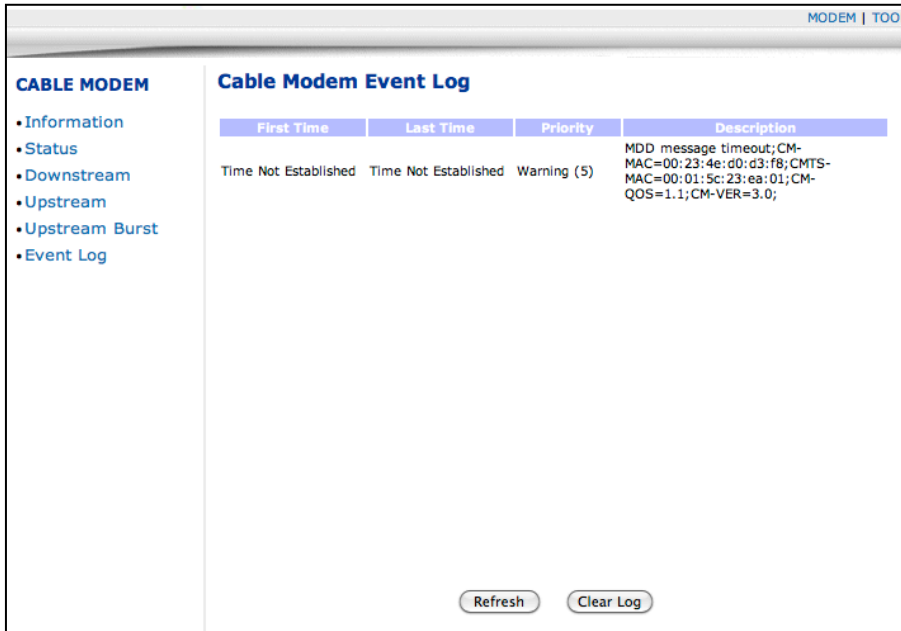 MODEM | TOO
CABLE MODEM
•Information
•Status
•Downstream
•Upstream
•Upstream Burst
•Event Log
Cable Modem Event Log
First Time Last Time Priority Description
Time Not Established Time Not Established Warning (5)
MDD message timeout;CM-
MAC=00:23:4e:d0:d3:f8;CMTS-
MAC=00:01:5c:23:ea:01;CM-
QOS=1.1;CM-VER=3.0;
Refresh Clear Log